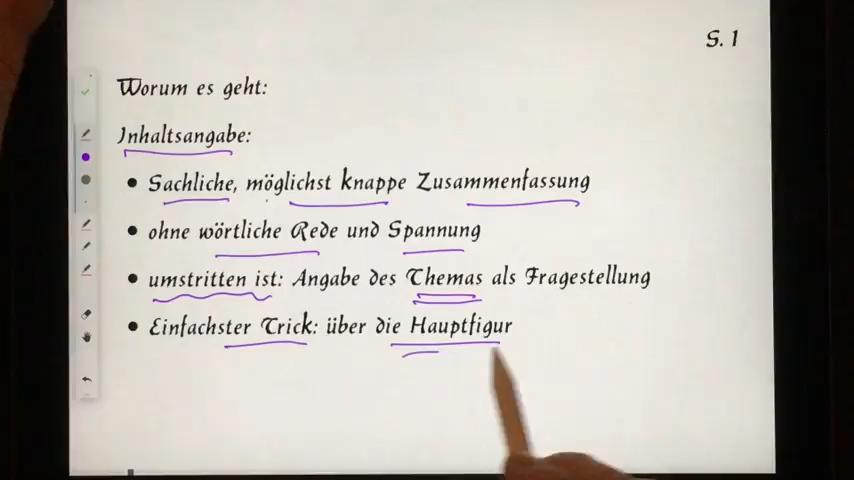 S. 1
Worum es geht:
Inhaltsangabe:
• Sachliche, möglichst knappe Zusammenfassung
• ohne wörtliche Rede und Spannung
• umstritten ist: Angabe des Themas als Fragestellung
• Einfachster Trick: über die Hauptfigur